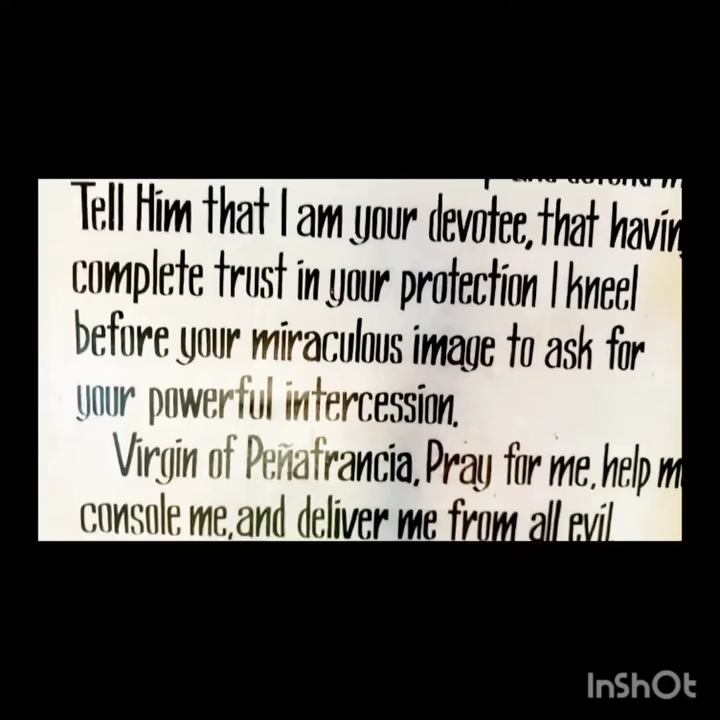 and defend m
Tell Him that I am your devotee, that havin
complete trust in your protection I kneel
before your miraculous image to ask for
your powerful intercession.
Virgin of Peñafrancia, Pray for me, help m
console me, and deliver me from all evil
InShOt